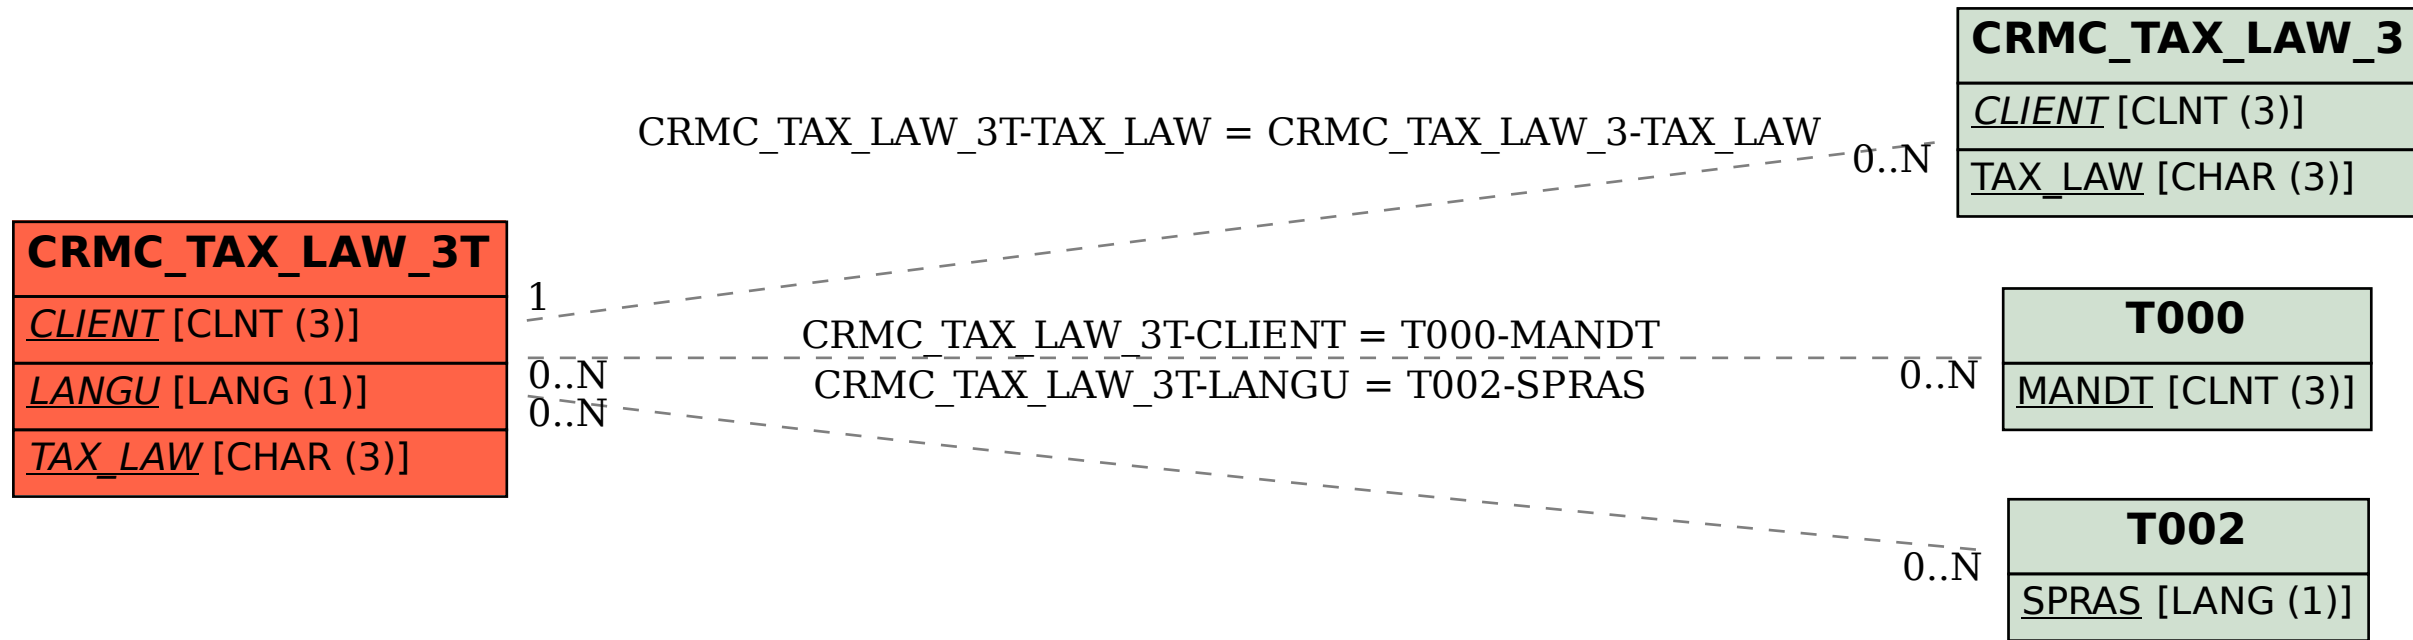 CRMC_TAX_LAW_3
CLIENT [CLNT (3)]
TAX_LAW [CHAR (3)]
CRMC_TAX_LAW_3T-TAX_LAW = CRMC_TAX_LAW_3-TAX_LAW
0..N
CRMC_TAX_LAW_3T
CLIENT [CLNT (3)]
LANGU [LANG (1)]
TAX_LAW [CHAR (3)]
1
CRMC_TAX_LAW_3T-CLIENT = T000-MANDT
0..N
0..N
CRMC_TAX_LAW_3T-LANGU = T002-SPRAS
0..N
T000
MANDT [CLNT (3)]
0..N
T002
SPRAS [LANG (1)]